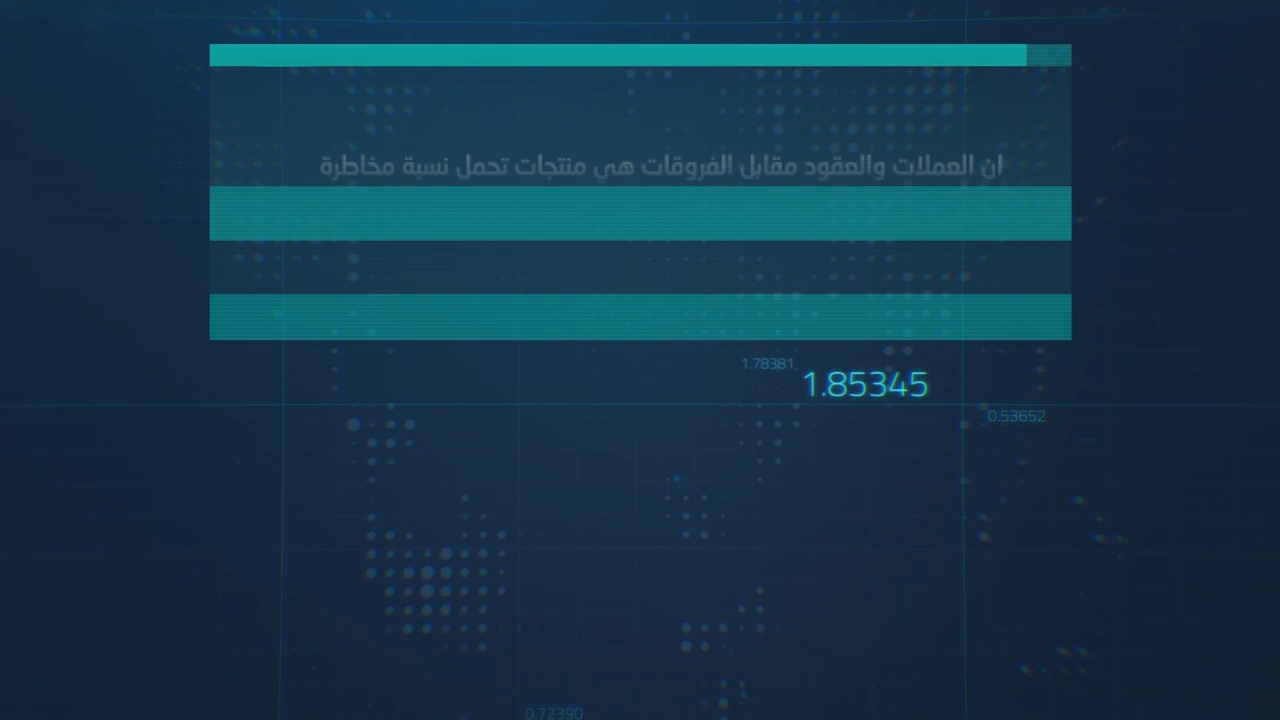 ان العملات والعقود مقابل الفروقات هي منتجات تحمل نسبة مخاطرة
1.78381
1.85345
0.53652
0.72390